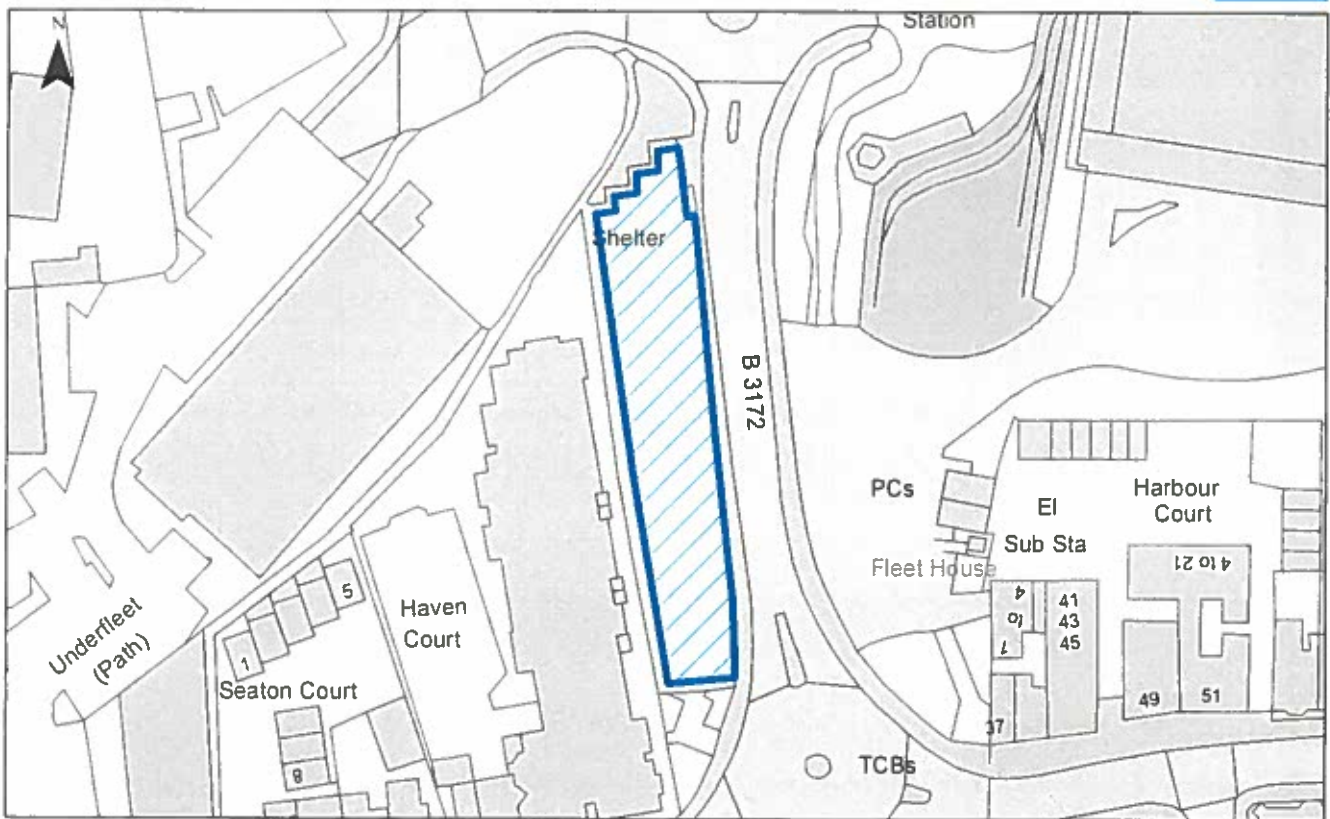 N
Station
Shelter
B 3172
PCs
El
Sub Sta
Harbour
Court
Fleet House
4 to 21
4
to
1
41
43
45
49
51
37
TCBs
Underfleet
(Path)
1
5
Haven
Court
Seaton Court
8